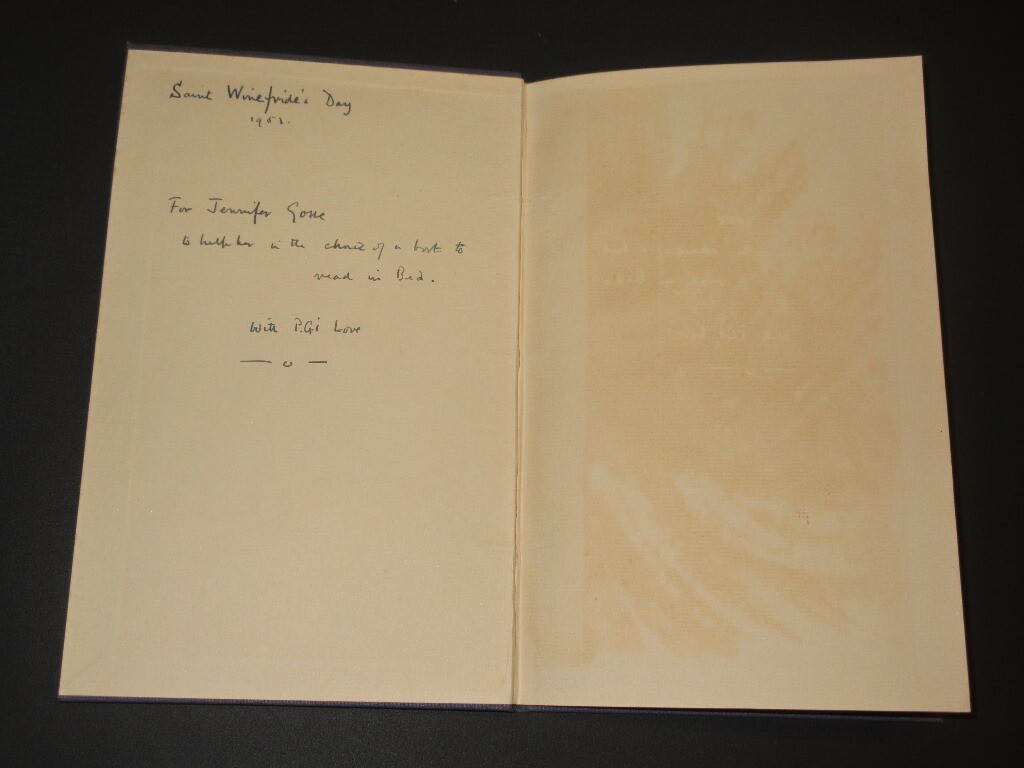 Saint Winefride's Day
For Jennifer Gosse
to help her in the choice of a book to
read in Bed.
With P.G's Love